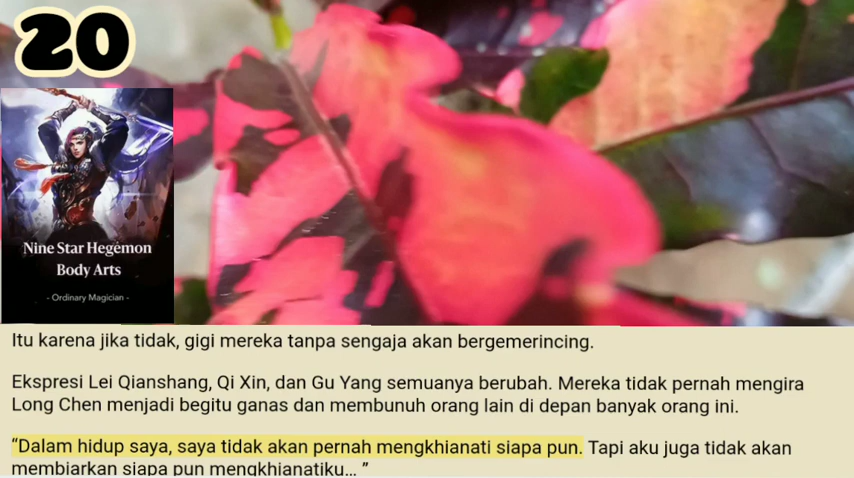 20
Nine Star Hegemon
Body Arts
- Ordinary Magician -
Itu karena jika tidak, gigi mereka tanpa sengaja akan bergemerincing.
Ekspresi Lei Qianshang, Qi Xin, dan Gu Yang semuanya berubah. Mereka tidak pernah mengira
Long Chen menjadi begitu ganas dan membunuh orang lain di depan banyak orang ini.
“Dalam hidup saya, saya tidak akan pernah mengkhianati siapa pun. Tapi aku juga tidak akan
membiarkan siapa pun mengkhianatiku… ”